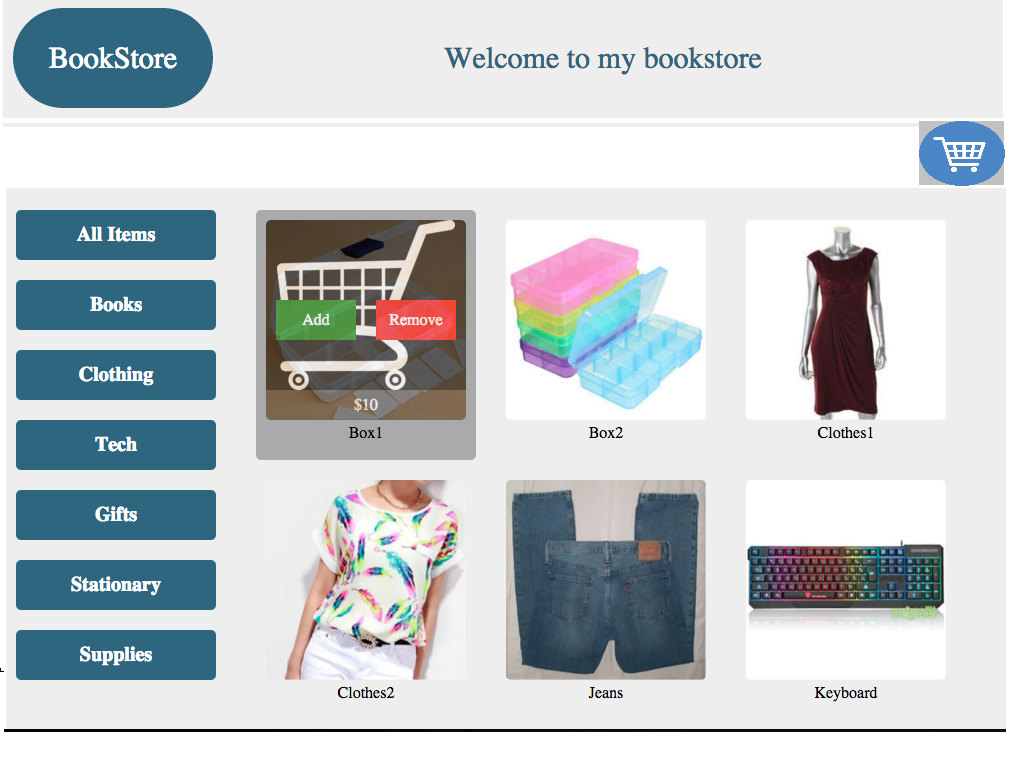 BookStore
Welcome to my bookstore
All Items
Books
Clothing
Tech
Gifts
Stationary
Supplies
Add
Remove
$10
Box1
Box2
Clothes1
Clothes2
Jeans
Keyboard